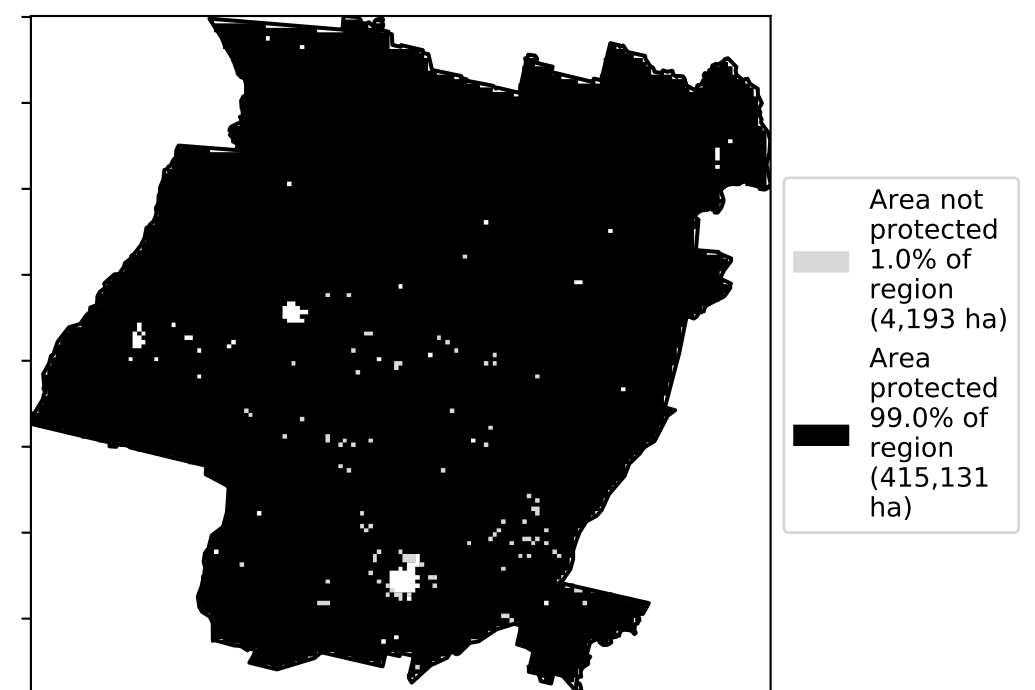 Area not
protected
1.0% of
region
(4,193 ha)
Area
protected
99.0% of
region
(415,131
ha)